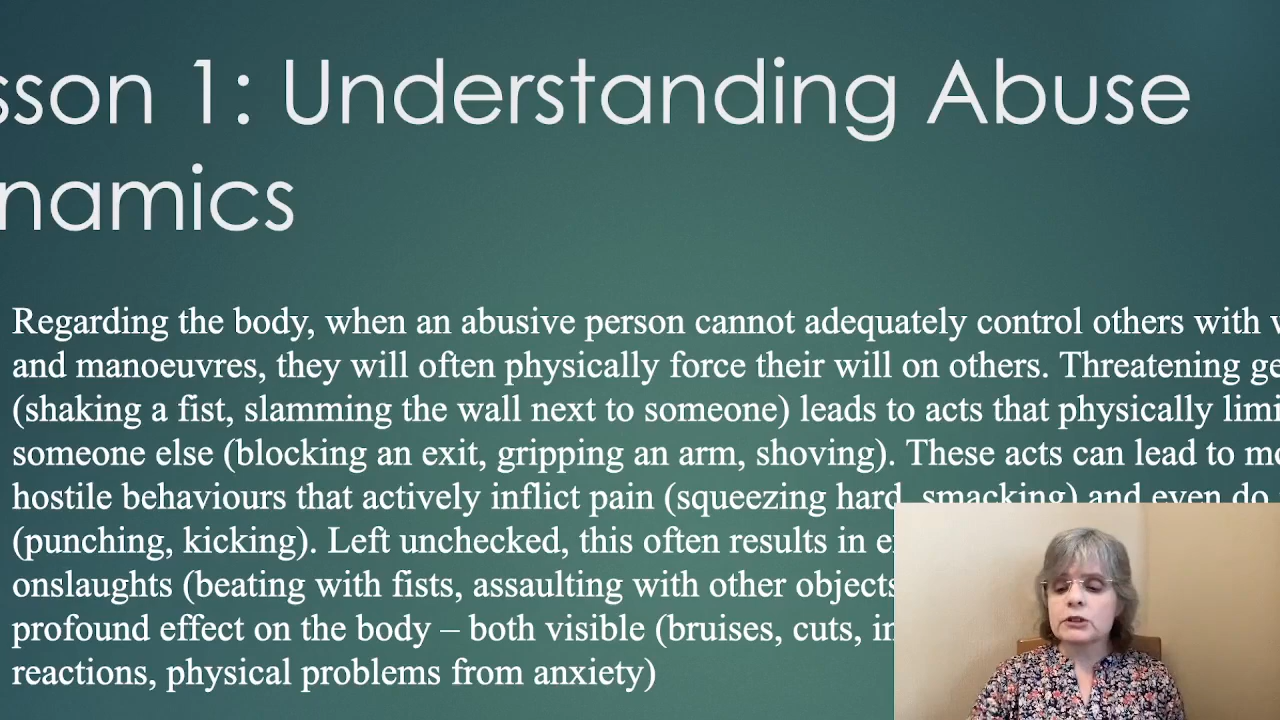 sson 1: Understanding Abuse
namics
Regarding the body, when an abusive person cannot adequately control others with
and manoeuvres, they will often physically force their will on others. Threatening ge
(shaking a fist, slamming the wall next to someone) leads to acts that physically limi
someone else (blocking an exit, gripping an arm, shoving). These acts can lead to mo
hostile behaviours that actively inflict pain (squeezing hard, smacking) and even do
(punching, kicking). Left unchecked, this often results in
onslaughts (beating with fists, assaulting with other objects
profound effect on the body – both visible (bruises, cuts, in
reactions, physical problems from anxiety)